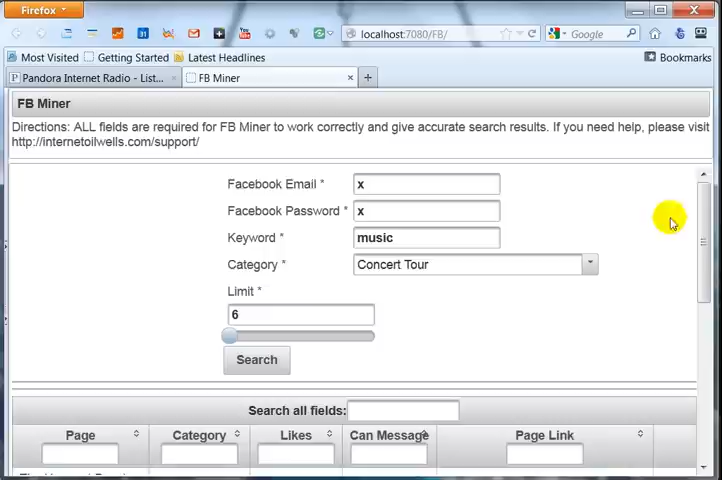 Firefox
localhost:7080/FB/
Google
Most Visited
Getting Started
Latest Headlines
Bookmarks
Pandora Internet Radio - List...
FB Miner
FB Miner
Directions: ALL fields are required for FB Miner to work correctly and give accurate search results. If you need help, please visit
http://internetoilwells.com/support/
Facebook Email * x
Facebook Password * x
Keyword * music
Category * Concert Tour
Limit *
6
Search
Search all fields:
Page Category Likes Can Message Page Link